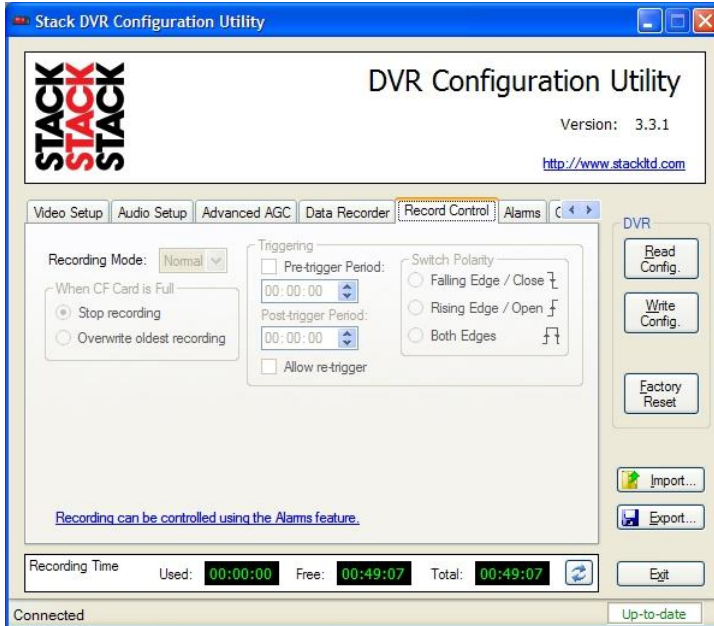 Stack DVR Configuration Utility
STACK
STACK
STACK
DVR Configuration Utility
Version: 3.3.1
http://www.stackltd.com
Video Setup
Audio Setup
Advanced AGC
Data Recorder
Record Control
Alarms
Recording Mode: Normal
When CF Card is Full
Stop recording
Overwrite oldest recording
Triggering
Pre-trigger Period:
00:00:00
Post-trigger Period:
00:00:00
Allow re-trigger
Switch Polarity
Falling Edge / Close
Rising Edge / Open
Both Edges
Recording can be controlled using the Alarms feature.
DVR
Read
Config.
Write
Config.
Factory
Reset
Import...
Export...
Recording Time
Used: 00:00:00 Free: 00:49:07 Total: 00:49:07
Exit
Connected
Up-to-date